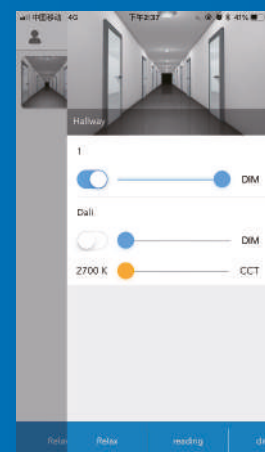 中国移动 4G 下午2:37 41%
Hallway
1
DIM
Dali
DIM
2700 K CCT
Relax reading